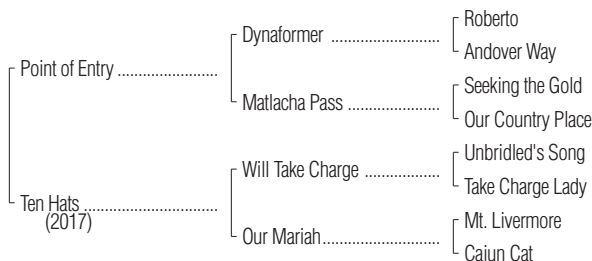 Roberto
Dynaformer ............................
Andover Way
Point of Entry ..........................
Seeking the Gold
Matlacha Pass ........................
Our Country Place
Unbridled's Song
Will Take Charge ...................
Take Charge Lady
Ten Hats ..................................
(2017)
Mt. Livermore
Our Mariah..............................
Cajun Cat